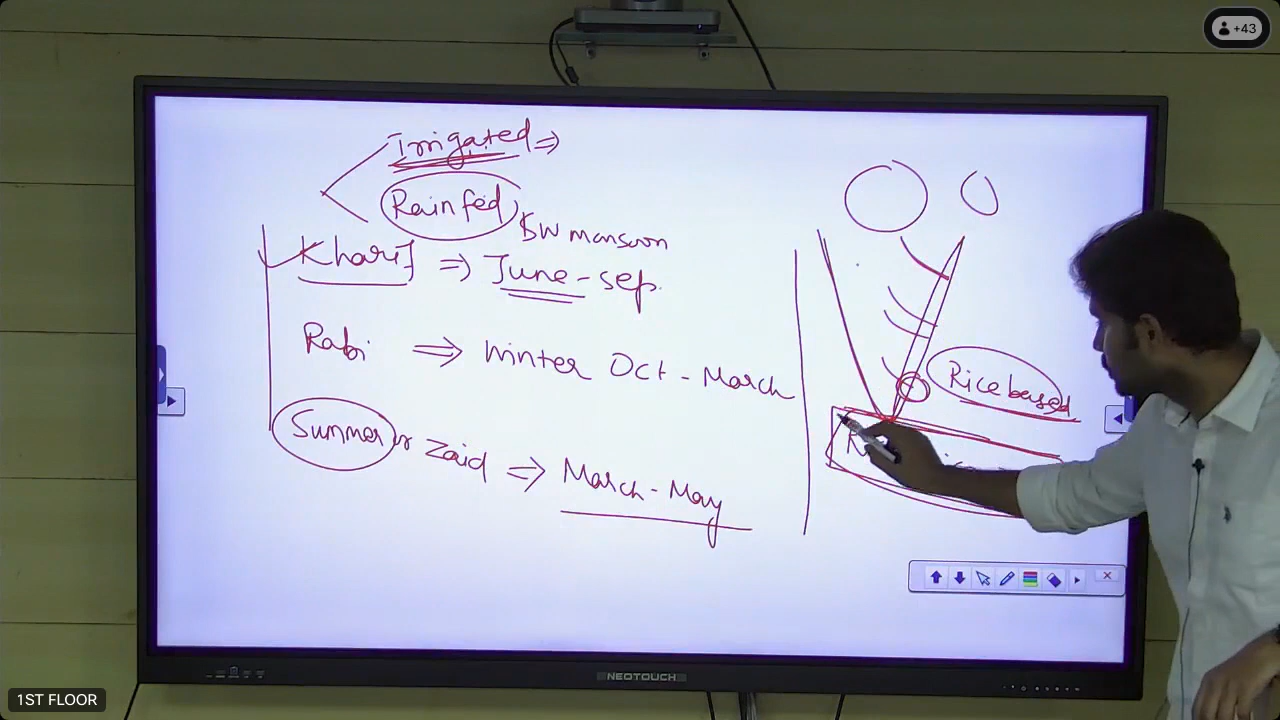 +43
Irrigated ⇒
Rainfed
SW monsoon
Kharif ⇒ June-sep.
Rabi ⇒ Winter Oct - March
Summer or Zaid ⇒ March - May
Rice based
NEOTOUCH
1ST FLOOR